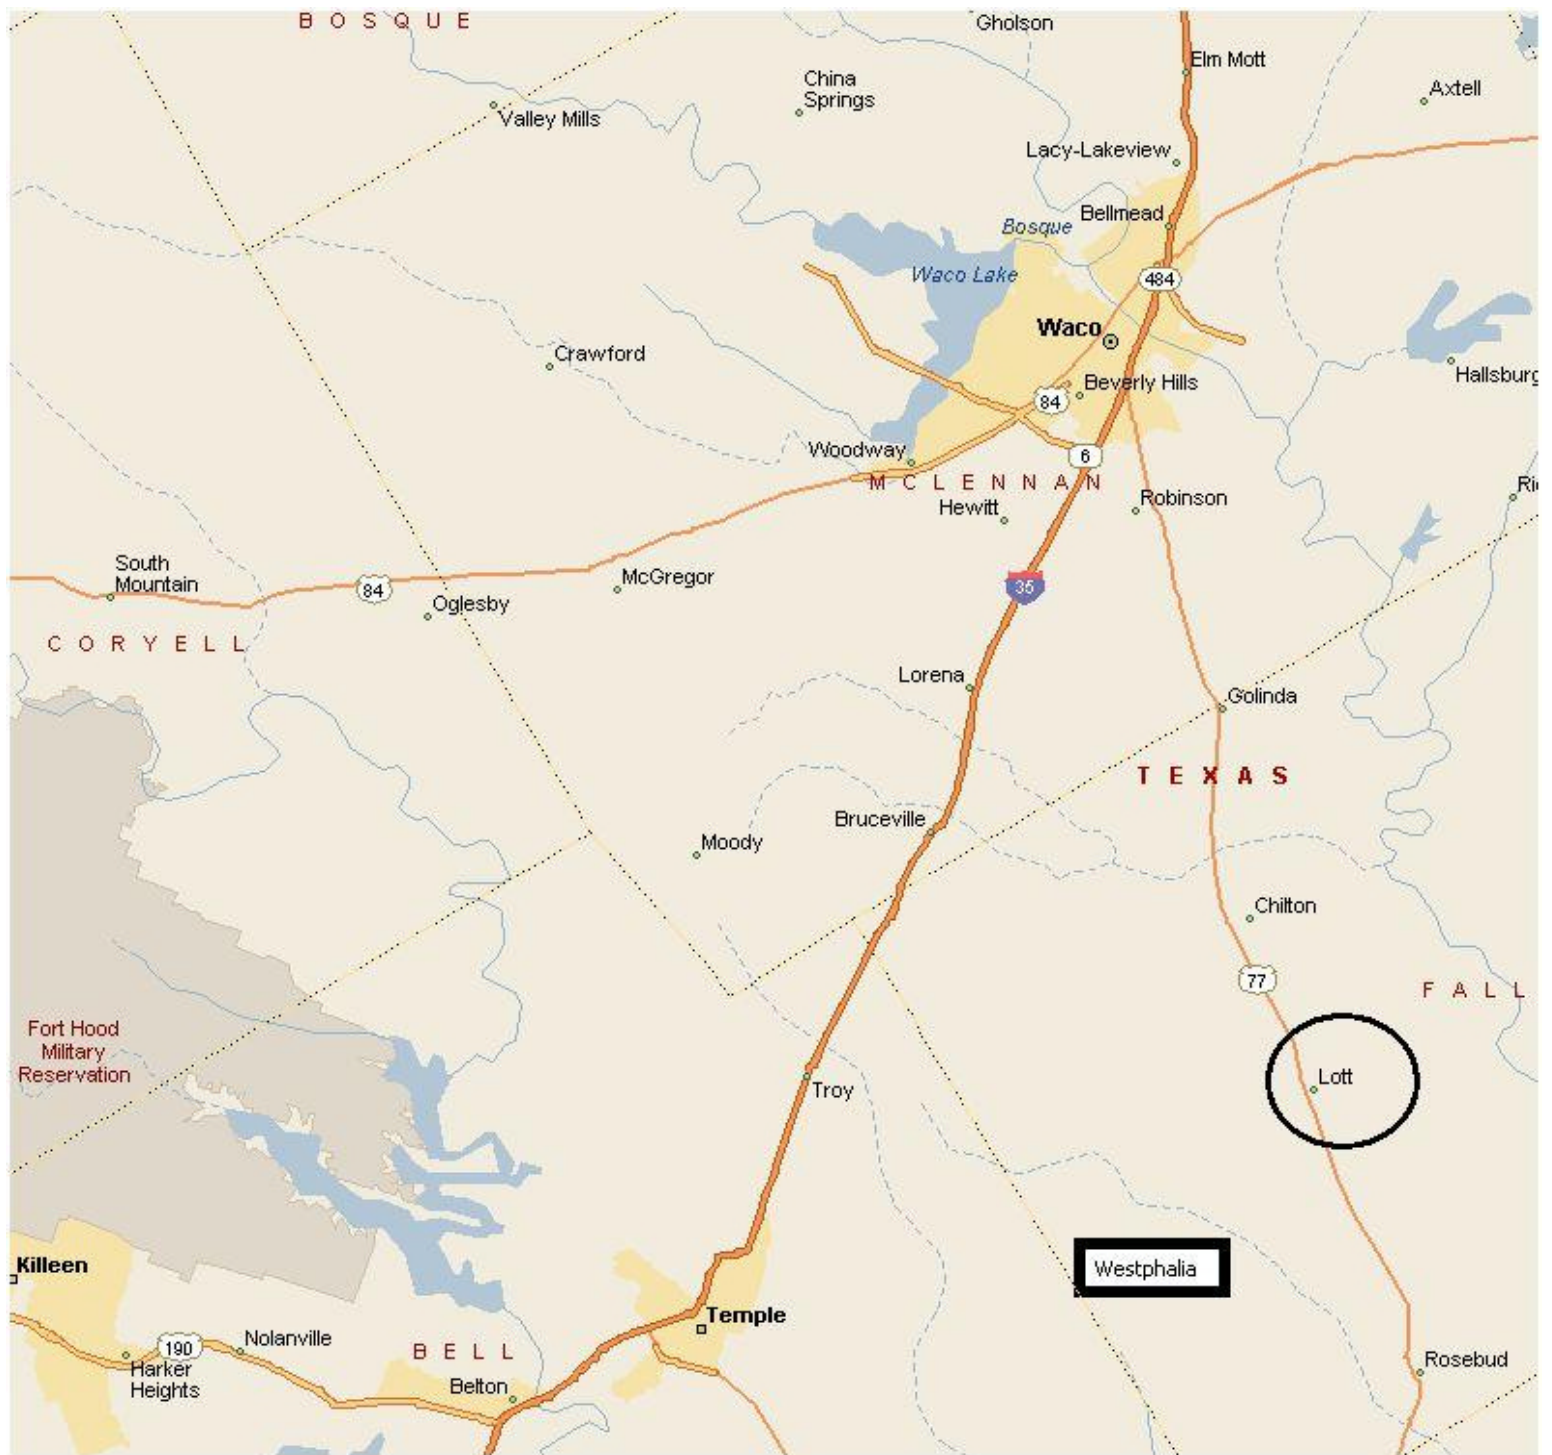 BOSQUE
Gholson
Elm Mott
China
Springs
Axtell
Valley Mills
Lacy-Lakeview
Bellmead
Bosque
Waco Lake
484
Waco
Crawford
Beverly Hills
Hallsburg
84
Woodway
6
MCLENNAN
Hewitt
Robinson
Ri
South
Mountain
84
McGregor
35
Oglesby
CORYELL
Lorena
Golinda
TEXAS
Bruceville
Moody
Chilton
77
FALL
Fort Hood
Military
Reservation
Lott
Troy
Westphalia
Killeen
Temple
190
Nolanville
BELL
Harker
Heights
Belton
Rosebud